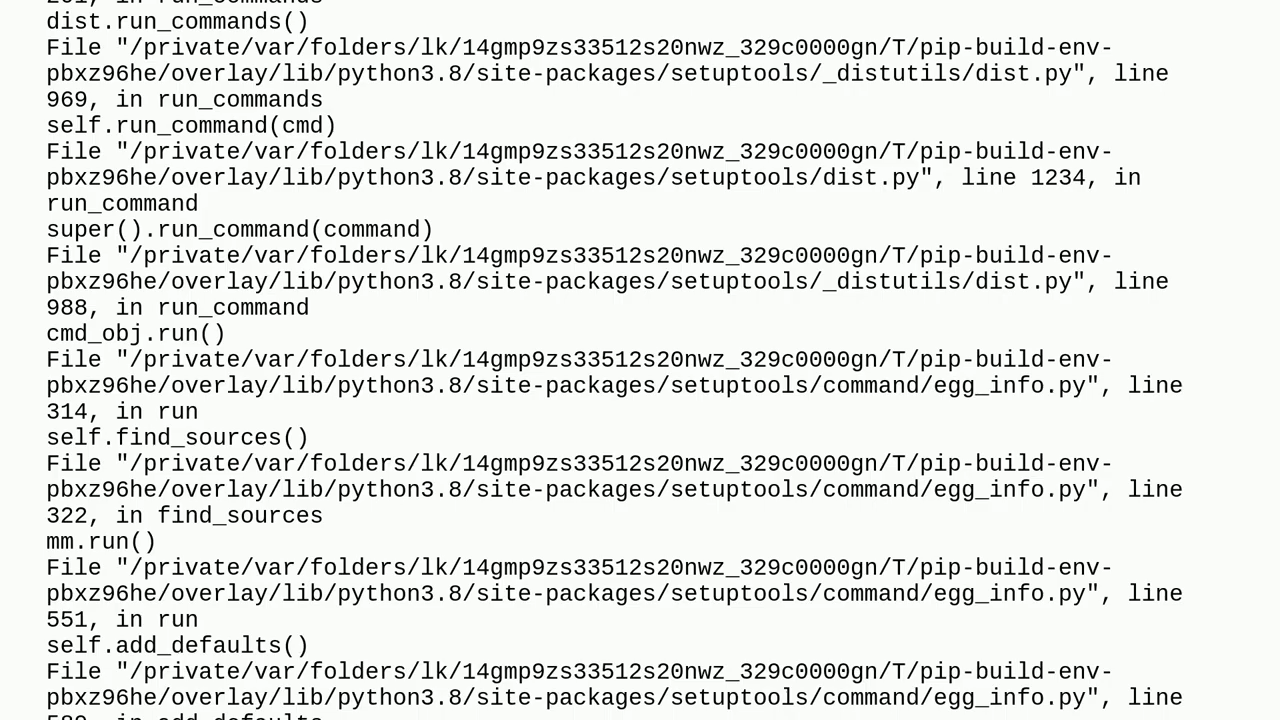 dist.run_commands()
File "/private/var/folders/lk/14gmp9zs33512s20nwz_329c0000gn/T/pip-build-env-
pbxz96he/overlay/lib/python3.8/site-packages/setuptools/_distutils/dist.py", line
969, in run_commands
self.run_command(cmd)
File "/private/var/folders/lk/14gmp9zs33512s20nwz_329c0000gn/T/pip-build-env-
pbxz96he/overlay/lib/python3.8/site-packages/setuptools/dist.py", line 1234, in
run_command
super().run_command(command)
File "/private/var/folders/lk/14gmp9zs33512s20nwz_329c0000gn/T/pip-build-env-
pbxz96he/overlay/lib/python3.8/site-packages/setuptools/_distutils/dist.py", line
988, in run_command
cmd_obj.run()
File "/private/var/folders/lk/14gmp9zs33512s20nwz_329c0000gn/T/pip-build-env-
pbxz96he/overlay/lib/python3.8/site-packages/setuptools/command/egg_info.py", line
314, in run
self.find_sources()
File "/private/var/folders/lk/14gmp9zs33512s20nwz_329c0000gn/T/pip-build-env-
pbxz96he/overlay/lib/python3.8/site-packages/setuptools/command/egg_info.py", line
322, in find_sources
mm.run()
File "/private/var/folders/lk/14gmp9zs33512s20nwz_329c0000gn/T/pip-build-env-
pbxz96he/overlay/lib/python3.8/site-packages/setuptools/command/egg_info.py", line
551, in run
self.add_defaults()
File "/private/var/folders/lk/14gmp9zs33512s20nwz_329c0000gn/T/pip-build-env-
pbxz96he/overlay/lib/python3.8/site-packages/setuptools/command/egg_info.py", line